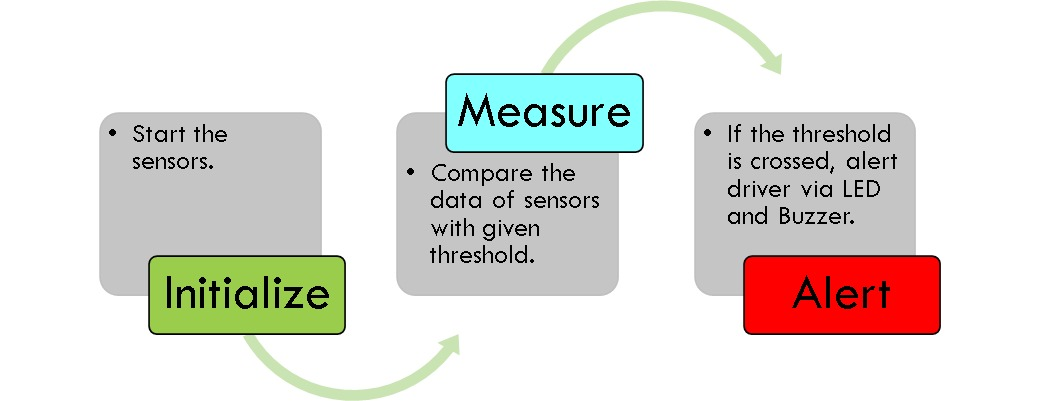 • Start the
sensors.
Initialize
Measure
• Compare the
data of sensors
with given
threshold.
• If the threshold
is crossed, alert
driver via LED
and Buzzer.
Alert